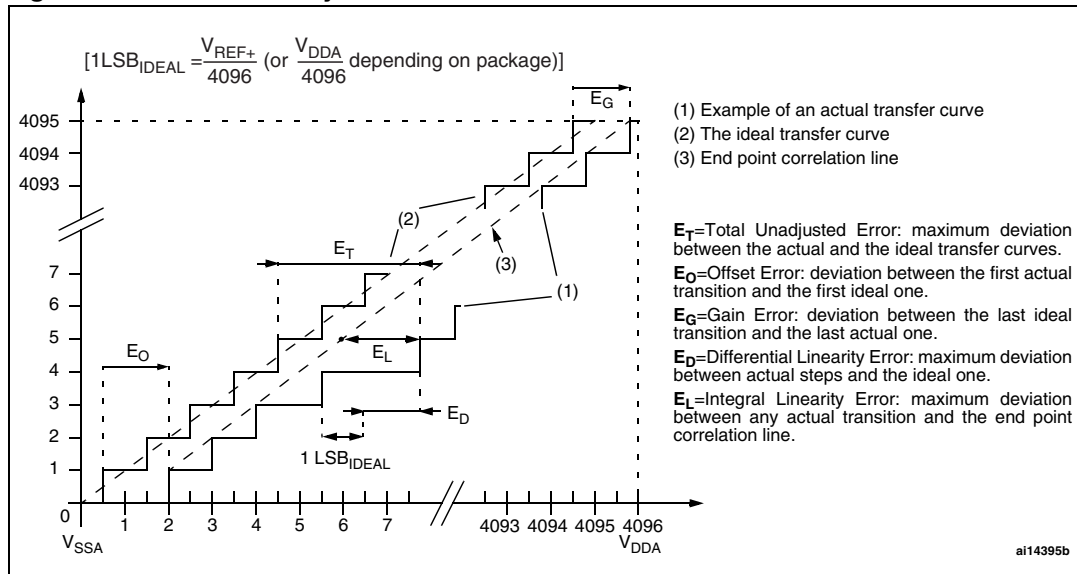 [1LSB_IDEAL = V_REF+ / 4096 (or V_DDA / 4096 depending on package)]
E_G
(1) Example of an actual transfer curve
(2) The ideal transfer curve
(3) End point correlation line
4095
4094
4093
(2)
E_T
(3)
(1)
7
6
5
4
3
2
1
0
E_O
E_L
E_D
1 LSB_IDEAL
E_T=Total Unadjusted Error: maximum deviation
between the actual and the ideal transfer curves.
E_O=Offset Error: deviation between the first actual
transition and the first ideal one.
E_G=Gain Error: deviation between the last ideal
transition and the last actual one.
E_D=Differential Linearity Error: maximum deviation
between actual steps and the ideal one.
E_L=Integral Linearity Error: maximum deviation
between any actual transition and the end point
correlation line.
1 2 3 4 5 6 7 4093 4094 4095 4096
V_SSA
V_DDA
ai14395b